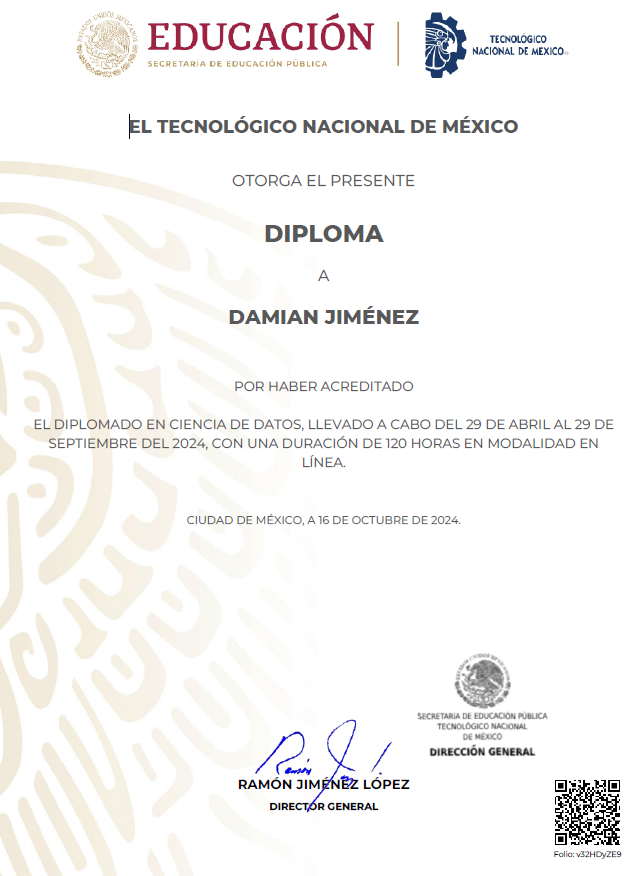 ESTADOS UNIDOS MEXICANOS
EDUCACIÓN
SECRETARÍA DE EDUCACIÓN PÚBLICA
TECNOLÓGICO
NACIONAL DE MÉXICO
EL TECNOLÓGICO NACIONAL DE MÉXICO
OTORGA EL PRESENTE
DIPLOMA
A
DAMIAN JIMÉNEZ
POR HABER ACREDITADO
EL DIPLOMADO EN CIENCIA DE DATOS, LLEVADO A CABO DEL 29 DE ABRIL AL 29 DE
SEPTIEMBRE DEL 2024, CON UNA DURACIÓN DE 120 HORAS EN MODALIDAD EN
LÍNEA.
CIUDAD DE MÉXICO, A 16 DE OCTUBRE DE 2024.
ESTADOS UNIDOS MEXICANOS
SECRETARÍA DE EDUCACIÓN PÚBLICA
TECNOLÓGICO NACIONAL
DE MÉXICO
DIRECCIÓN GENERAL
RAMÓN JIMÉNEZ LÓPEZ
DIRECTOR GENERAL
Folio: v32HDyZE9